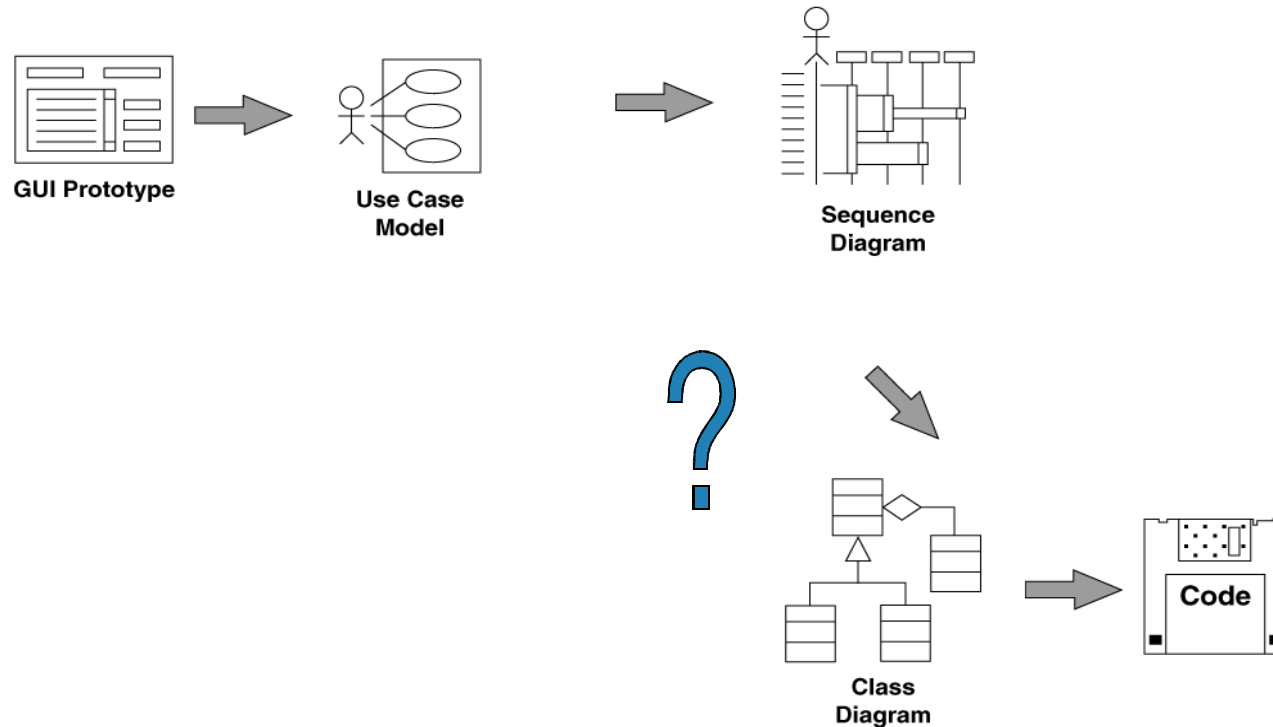 GUI Prototype
Use Case
Model
Sequence
Diagram
?
Code
Class
Diagram